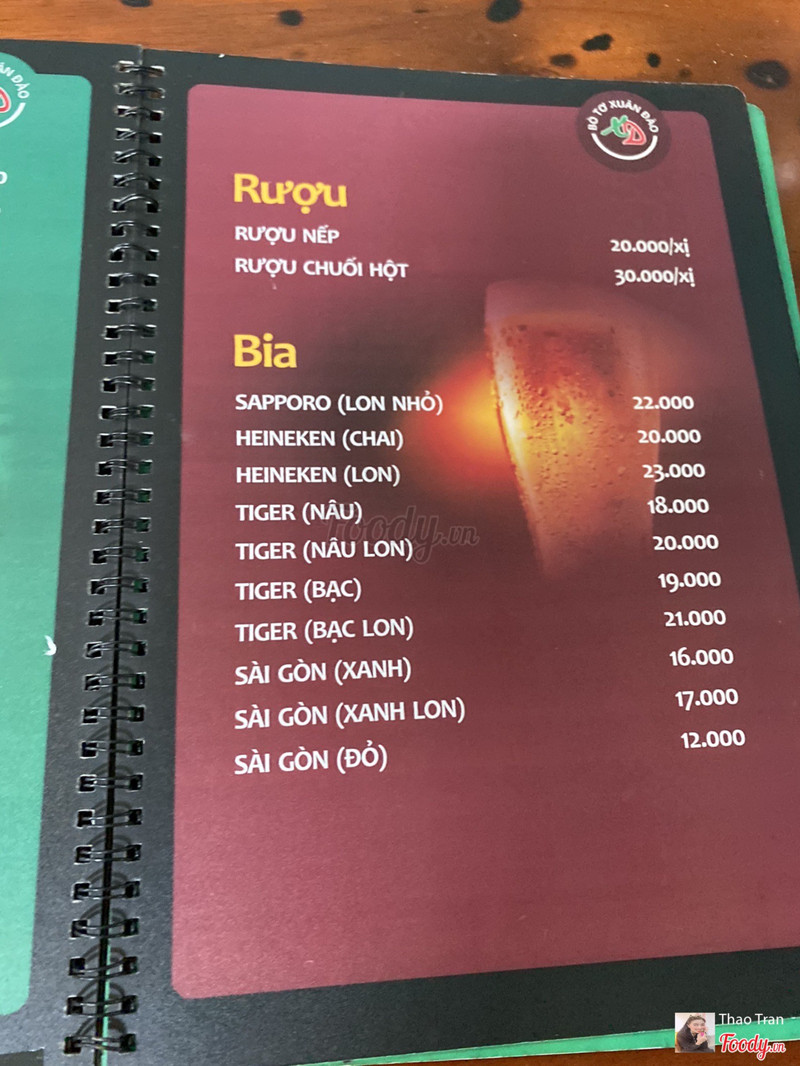 ÂN ĐÀO
BÒ TƠ XUÂN ĐÀO
XĐ
Rượu
RƯỢU NẾP 20.000/xị
RƯỢU CHUỐI HỘT 30.000/xị
Bia
SAPPORO (LON NHỎ) 22.000
HEINEKEN (CHAI) 20.000
HEINEKEN (LON) 23.000
TIGER (NÂU) 18.000
TIGER (NÂU LON) 20.000
TIGER (BẠC) 19.000
TIGER (BẠC LON) 21.000
SÀI GÒN (XANH) 16.000
SÀI GÒN (XANH LON) 17.000
SÀI GÒN (ĐỎ) 12.000
Foody.vn
Thao Tran
Foody.vn